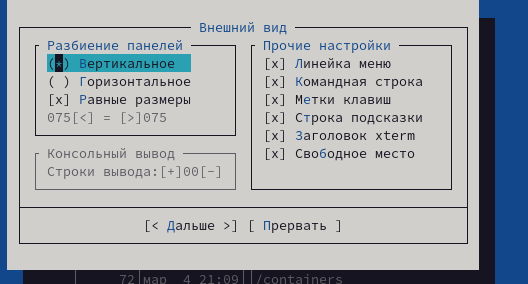 Внешний вид
Разбиение панелей
(*) Вертикальное
( ) Горизонтальное
[x] Равные размеры
075[<] = [>]075
Консольный вывод
Строки вывода:[+]00[-]
Прочие настройки
[x] Линейка меню
[x] Командная строка
[x] Метки клавиш
[x] Строка подсказки
[x] Заголовок xterm
[x] Свободное место
[< Дальше >] [ Прервать ]
72│мар  4 21:09││/containers